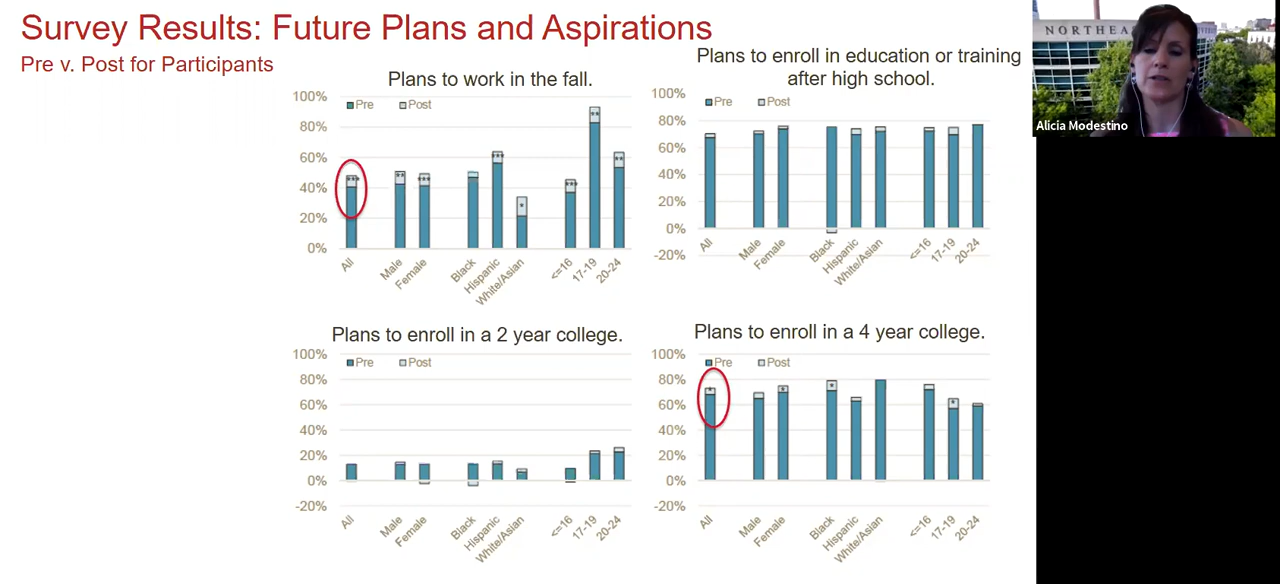 Survey Results: Future Plans and Aspirations
Pre v. Post for Participants
Plans to work in the fall.
Pre Post
100%
80%
60%
40%
20%
0%
** 
***
**
***
***
*
***
**
**
All
Male
Female
Black
Hispanic
White/Asian
<=16
17-19
20-24
Plans to enroll in education or training
after high school.
Pre Post
100%
80%
60%
40%
20%
0%
-20%
All
Male
Female
Black
Hispanic
White/Asian
<=16
17-19
20-24
Plans to enroll in a 2 year college.
Pre Post
100%
80%
60%
40%
20%
0%
-20%
All
Male
Female
Black
Hispanic
White/Asian
<=16
17-19
20-24
Plans to enroll in a 4 year college.
Pre Post
100%
80%
60%
40%
20%
0%
-20%
*
*
*
*
All
Male
Female
Black
Hispanic
White/Asian
<=16
17-19
20-24
NORTHEA
Alicia Modestino